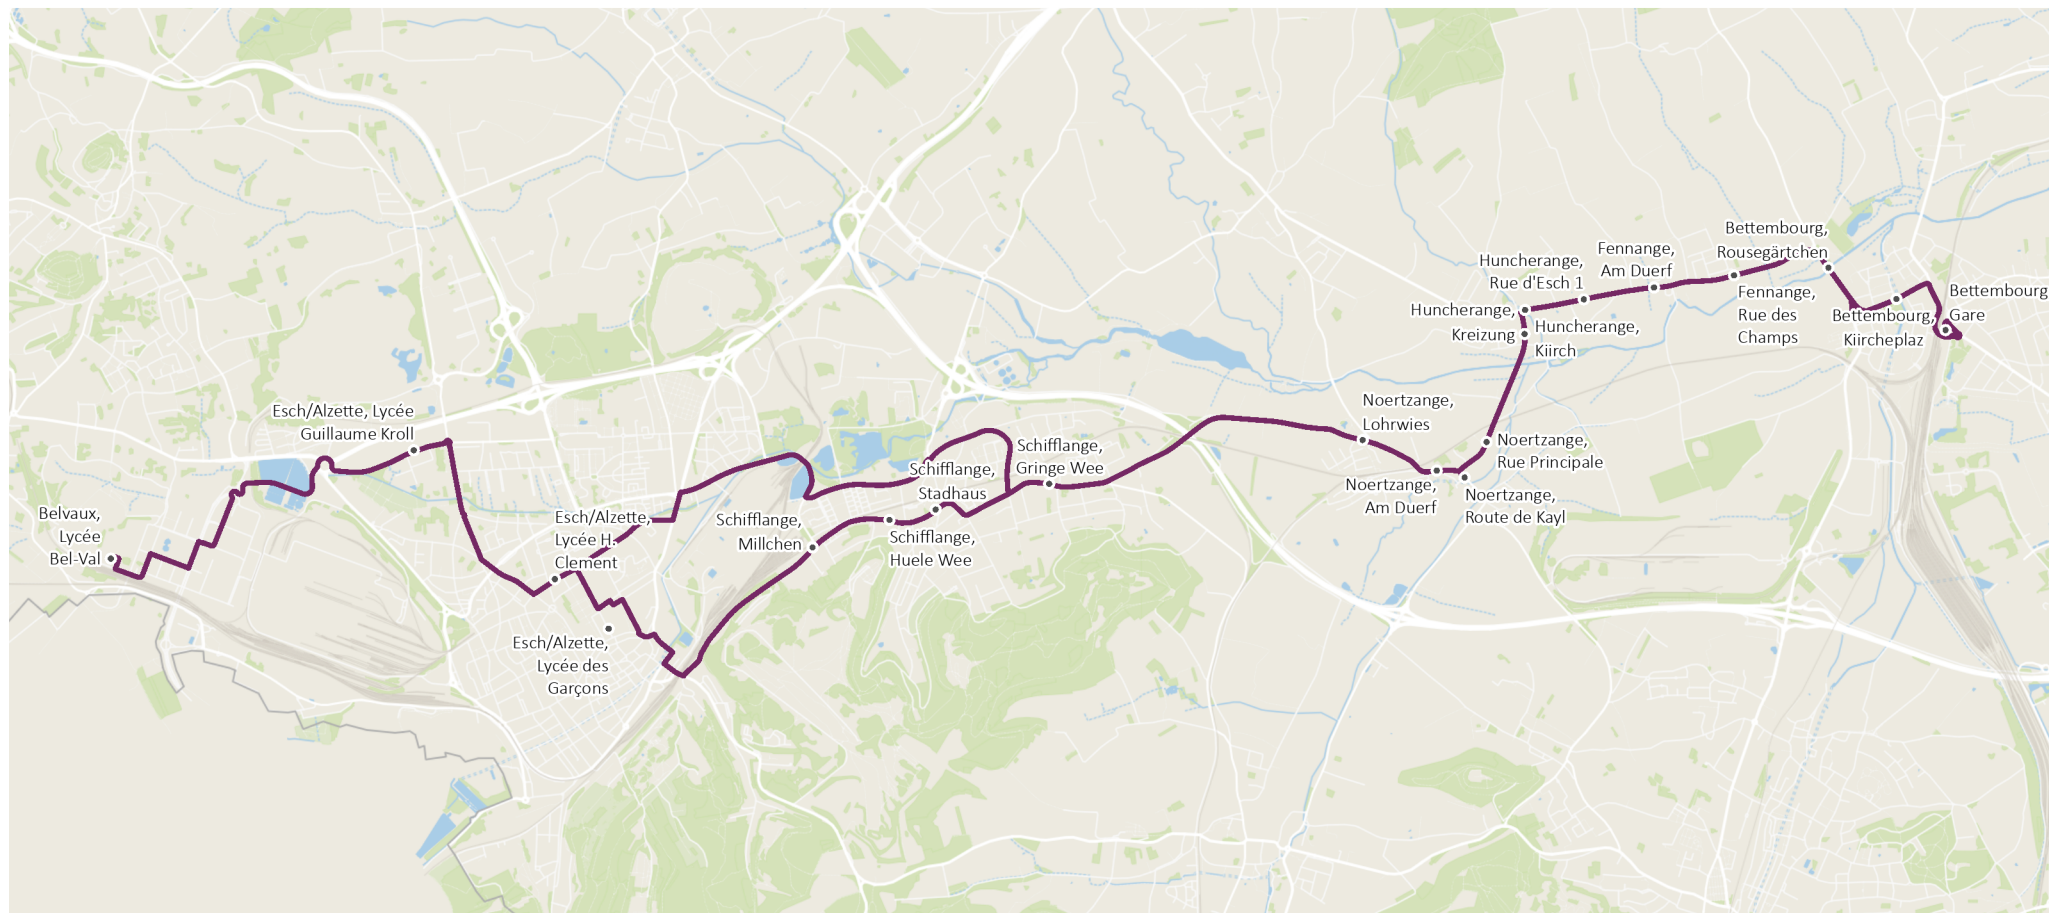 Bettembourg,
Rousegärtchen
Fennange,
Am Duerf
Huncherange,
Rue d'Esch 1
Bettembourg
Gare
Fennange,
Rue des
Champs
Huncherange,
Kreizung
Bettembourg,
Kiircheplaz
Huncherange,
Kiirch
Noertzange,
Lohrwies
Esch/Alzette, Lycée
Guillaume Kroll
Noertzange,
Rue Principale
Schifflange,
Gringe Wee
Schifflange,
Stadhaus
Noertzange,
Am Duerf
Noertzange,
Route de Kayl
Belvaux,
Lycée
Bel-Val
Esch/Alzette,
Lycée H.
Clement
Schifflange,
Millchen
Schifflange,
Huele Wee
Esch/Alzette,
Lycée des
Garçons